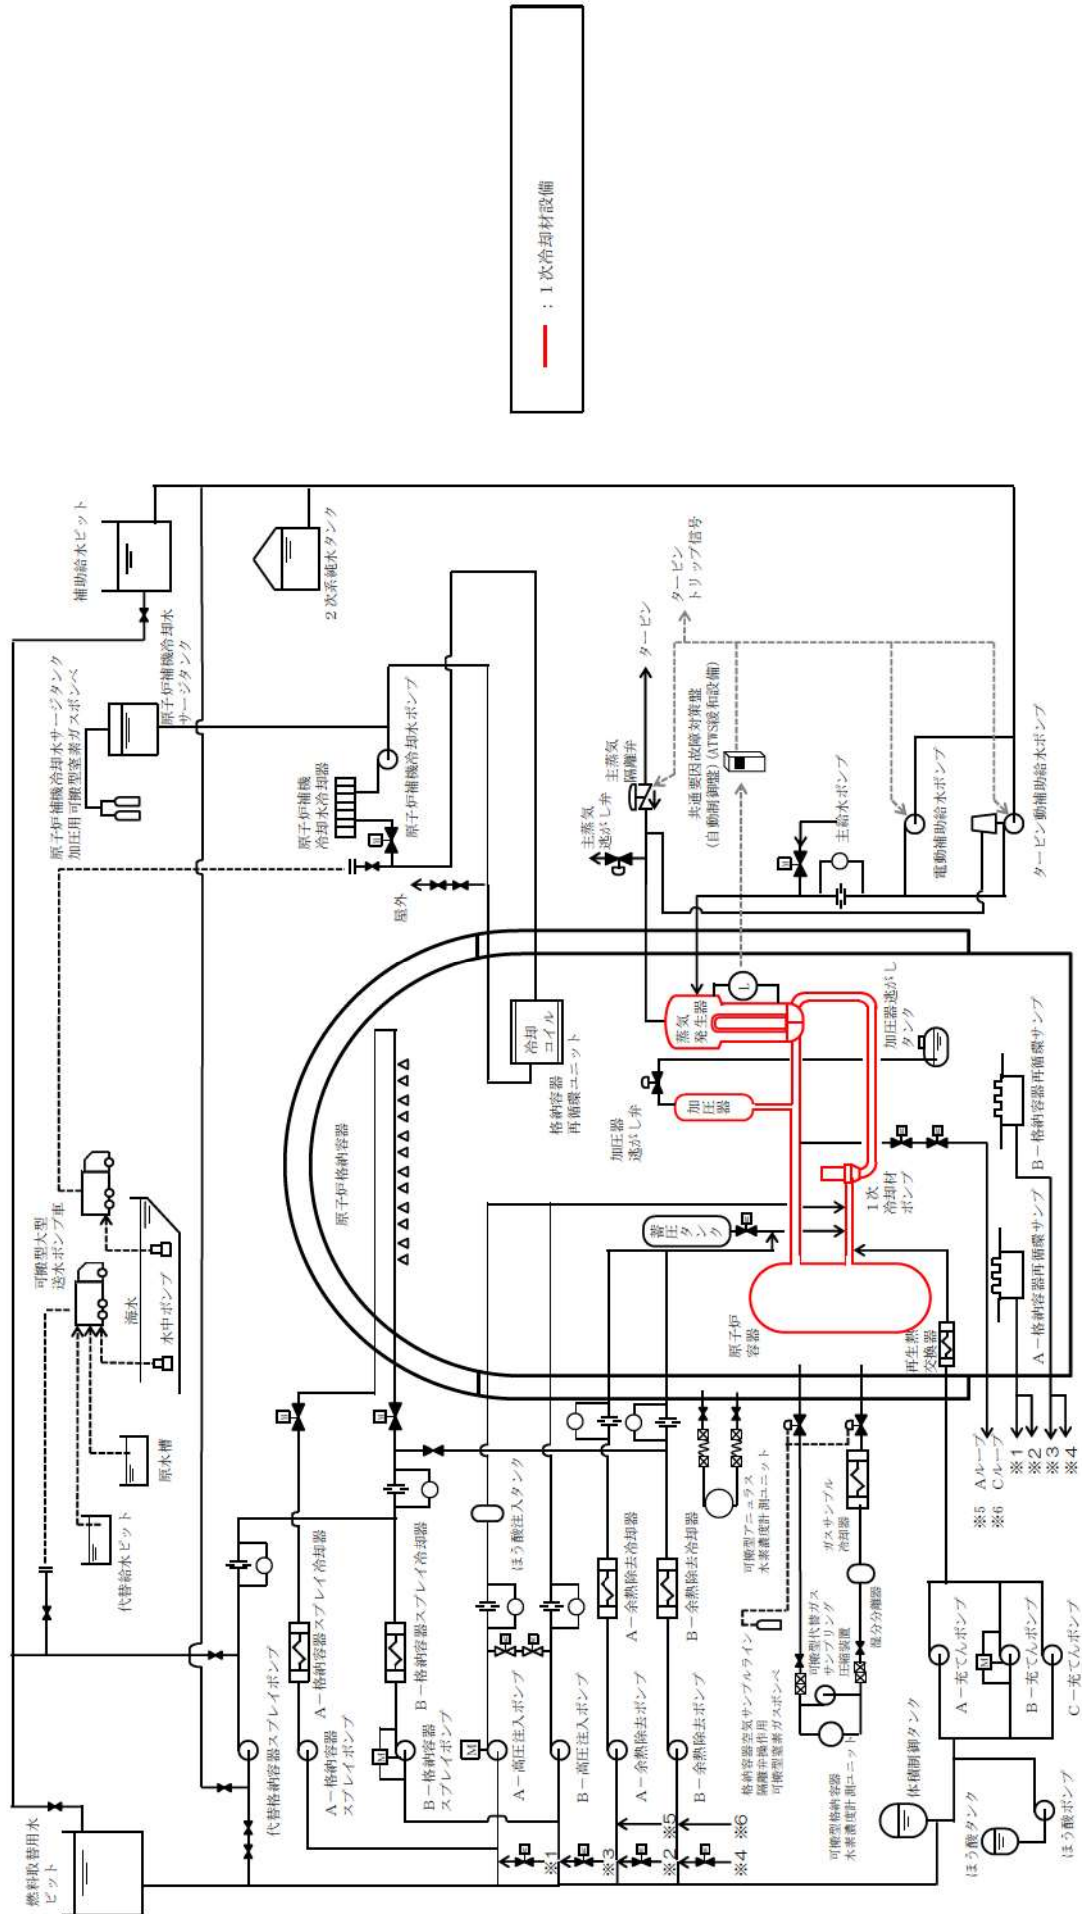 ━━ : 1次冷却材設備
燃料取替用水
ピット
代替給水ピット
原水槽
海水
水中ポンプ
可搬型大型
送水ポンプ車
原子炉補機冷却水サージタンク
加圧用可搬型窒素ガスボンベ
原子炉補機冷却水
サージタンク
補助給水ピット
2次系純水タンク
原子炉補機
冷却水冷却器
原子炉補機冷却水ポンプ
屋外
代替格納容器スプレイポンプ
A-格納容器スプレイ冷却器
A-格納容器
スプレイポンプ
B-格納容器スプレイ冷却器
B-格納容器
スプレイポンプ
原子炉格納容器
冷却
コイル
格納容器
再循環ユニット
ほう酸注入タンク
A-高圧注入ポンプ
B-高圧注入ポンプ
A-余熱除去冷却器
A-余熱除去ポンプ
B-余熱除去冷却器
B-余熱除去ポンプ
※1
※3
※2 ※5
※4 ※6
蓄圧タンク
加圧器
逃がし弁
加圧器
蒸気
発生器
L
加圧器逃がし
タンク
1次
冷却材
ポンプ
原子炉
容器
再生熱
交換器
主蒸気
逃がし弁
主蒸気
隔離弁
タービン
タービン
トリップ信号
共通要因故障対策盤
(自動制御盤)(ATWS緩和設備)
主給水ポンプ
電動補助給水ポンプ
タービン動補助給水ポンプ
可搬型アニュラス
水素濃度計測ユニット
格納容器空気サンプルライン
隔離弁操作用
可搬型窒素ガスボンベ
可搬型代替ガス
サンプリング
圧縮装置
ガスサンプル
冷却器
湿分分離器
可搬型格納容器
水素濃度計測ユニット
A-格納容器再循環サンプ
B-格納容器再循環サンプ
※5 Aループ
※6 Cループ
※1
※2
※3
※4
体積制御タンク
ほう酸タンク
ほう酸ポンプ
A-充てんポンプ
B-充てんポンプ
C-充てんポンプ
M
M
M